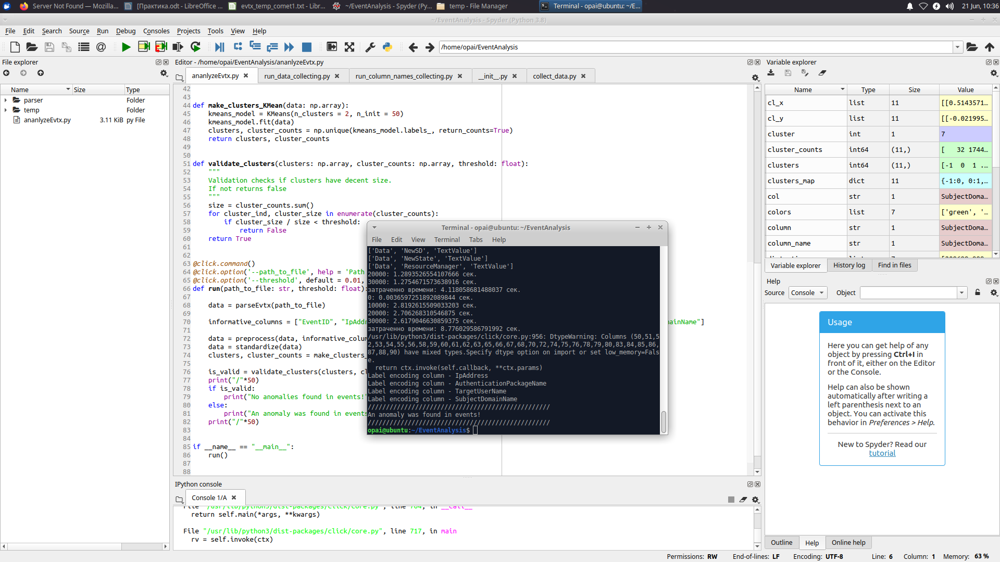 Server Not Found — Mozilla...
[Практика.odt - LibreOffice ...
evtx_temp_comet1.txt - Libr...
~/EventAnalysis - Spyder (Py...
temp - File Manager
Terminal - opai@ubuntu: ~/E...
21 Jun, 10:36
~/EventAnalysis - Spyder (Python 3.8)
File Edit Search Source Run Debug Consoles Projects Tools View Help
/home/opai/EventAnalysis
File explorer
Name Size Type
parser Folder
temp Folder
ananlyzeEvtx.py 3.11 KiB py File
Editor - /home/opai/EventAnalysis/ananlyzeEvtx.py
ananlyzeEvtx.py run_data_collecting.py run_column_names_collecting.py __init__.py collect_data.py
42
43
44 def make_clusters_KMean(data: np.array):
45 kmeans_model = KMeans(n_clusters = 2, n_init = 50)
46 kmeans_model.fit(data)
47 clusters, cluster_counts = np.unique(kmeans_model.labels_, return_counts=True)
48 return clusters, cluster_counts
49
50
51 def validate_clusters(clusters: np.array, cluster_counts: np.array, threshold: float):
52 """
53 Validation checks if clusters have decent size.
54 If not returns false
55 """
56 size = cluster_counts.sum()
57 for cluster_ind, cluster_size in enumerate(cluster_counts):
58 if cluster_size / size < threshold:
59 return False
60 return True
61
62
63 @click.command()
64 @click.option('--path_to_file', help = 'Path
65 @click.option('--threshold', default = 0.01,
66 def run(path_to_file: str, threshold: float):
67
68 data = parseEvtx(path_to_file)
69
70 informative_columns = ["EventID", "IpAddr ainName"]
71
72 data = preprocess(data, informative_colum
73 data = standardize(data)
74 clusters, cluster_counts = make_clusters_
75
76 is_valid = validate_clusters(clusters, cl
77 print("/"*50)
78 if is_valid:
79 print("No anomalies found in events!"
80 else:
81 print("An anomaly was found in events
82 print("/"*50)
83
84
85 if __name__ == "__main__":
86 run()
87
88
Terminal - opai@ubuntu: ~/EventAnalysis
File Edit View Terminal Tabs Help
['Data', 'NewSD', 'TextValue']
['Data', 'NewState', 'TextValue']
['Data', 'ResourceManager', 'TextValue']
20000: 1.2893526554107666 сек.
30000: 1.2754671573638916 сек.
затраченно времени: 4.118058681488037 сек.
0: 0.0036597251892089844 сек.
10000: 2.8192615509033203 сек.
20000: 2.706268310546875 сек.
30000: 2.6179046630859375 сек.
затраченно времени: 8.776029586791992 сек.
/usr/lib/python3/dist-packages/click/core.py:956: DtypeWarning: Columns (50,51,5
2,53,54,55,56,58,59,60,61,62,63,65,66,67,68,70,72,74,75,76,78,79,80,83,84,85,86,
87,88,90) have mixed types.Specify dtype option on import or set low_memory=Fals
e.
return ctx.invoke(self.callback, **ctx.params)
Label encoding column - IpAddress
Label encoding column - AuthenticationPackageName
Label encoding column - TargetUserName
Label encoding column - SubjectDomainName
//////////////////////////////////////////////////
An anomaly was found in events!
//////////////////////////////////////////////////
opai@ubuntu:~/EventAnalysis$
IPython console
Console 1/A
File "/usr/lib/python3/dist-packages/click/core.py", line 764, in __call__
return self.main(*args, **kwargs)
File "/usr/lib/python3/dist-packages/click/core.py", line 717, in main
rv = self.invoke(ctx)
Variable explorer
Name Type Size Value
cl_x list 11 [[0.5143571...
cl_y list 11 [[-0.021995...
cluster int 1 7
cluster_counts int64 (11,) [ 32 1744...
clusters int64 (11,) [-1 0 1 ...
clusters_map dict 11 {-1:0, 0:1,...
col str 1 SubjectDoma...
colors list 7 ['green', '...
column str 1 SubjectDoma...
column_name str 1 SubjectDoma...
Variable explorer History log Find in files
Help
Source Console Object
Usage
Here you can get help of any
object by pressing Ctrl+I in
front of it, either on the Editor
or the Console.
Help can also be shown
automatically after writing a
left parenthesis next to an
object. You can activate this
behavior in Preferences > Help.
New to Spyder? Read our
tutorial
Outline Help Online help
Permissions: RW End-of-lines: LF Encoding: UTF-8 Line: 6 Column: 1 Memory: 63 %